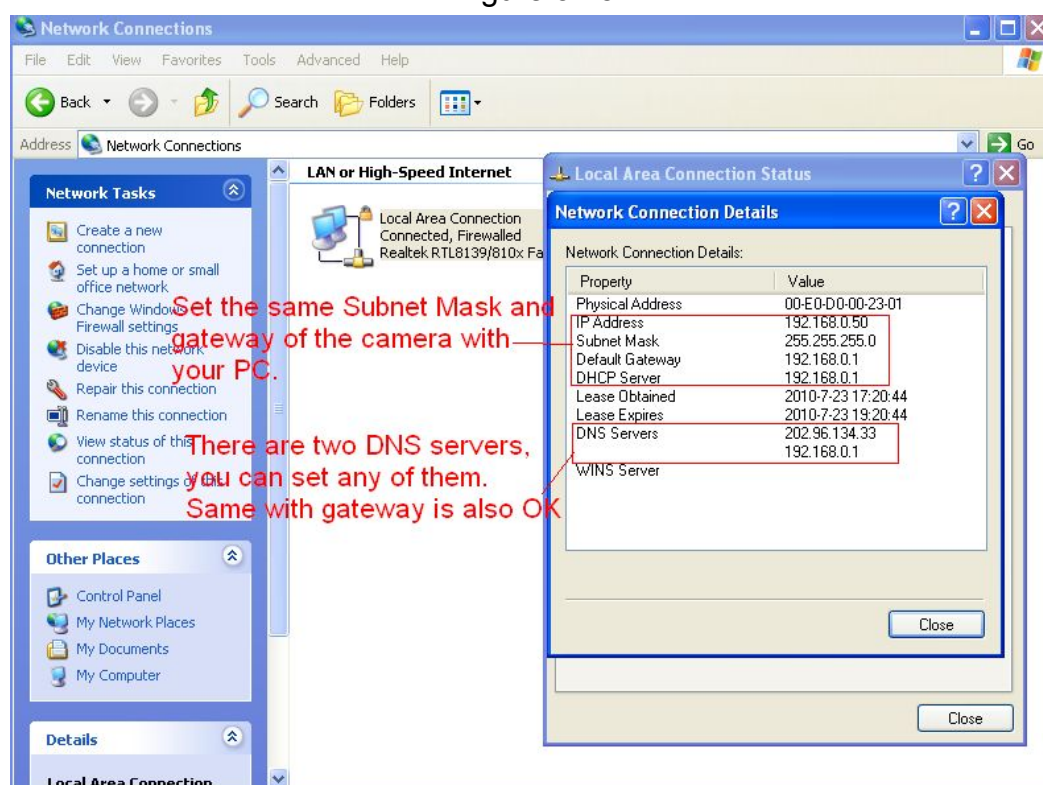 Network Connections
File Edit View Favorites Tools Advanced Help
Back Search Folders
Address Network Connections Go
Network Tasks
Create a new
connection
Set up a home or small
office network
Change Windows
Firewall settings
Disable this network
device
Repair this connection
Rename this connection
View status of this
connection
Change settings of this
connection
Other Places
Control Panel
My Network Places
My Documents
My Computer
Details
Local Area Connection
LAN or High-Speed Internet
Local Area Connection
Connected, Firewalled
Realtek RTL8139/810x Fa
Set the same Subnet Mask and
gateway of the camera with
your PC.
There are two DNS servers,
you can set any of them.
Same with gateway is also OK
Local Area Connection Status
Network Connection Details
Network Connection Details:
Property Value
Physical Address 00-E0-D0-00-23-01
IP Address 192.168.0.50
Subnet Mask 255.255.255.0
Default Gateway 192.168.0.1
DHCP Server 192.168.0.1
Lease Obtained 2010-7-23 17:20:44
Lease Expires 2010-7-23 19:20:44
DNS Servers 202.96.134.33
192.168.0.1
WINS Server
Close
Close